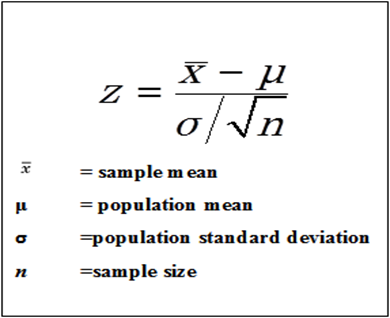 z = (x̄ − μ) / (σ/√n)
x̄ = sample mean
μ = population mean
σ =population standard deviation
n =sample size